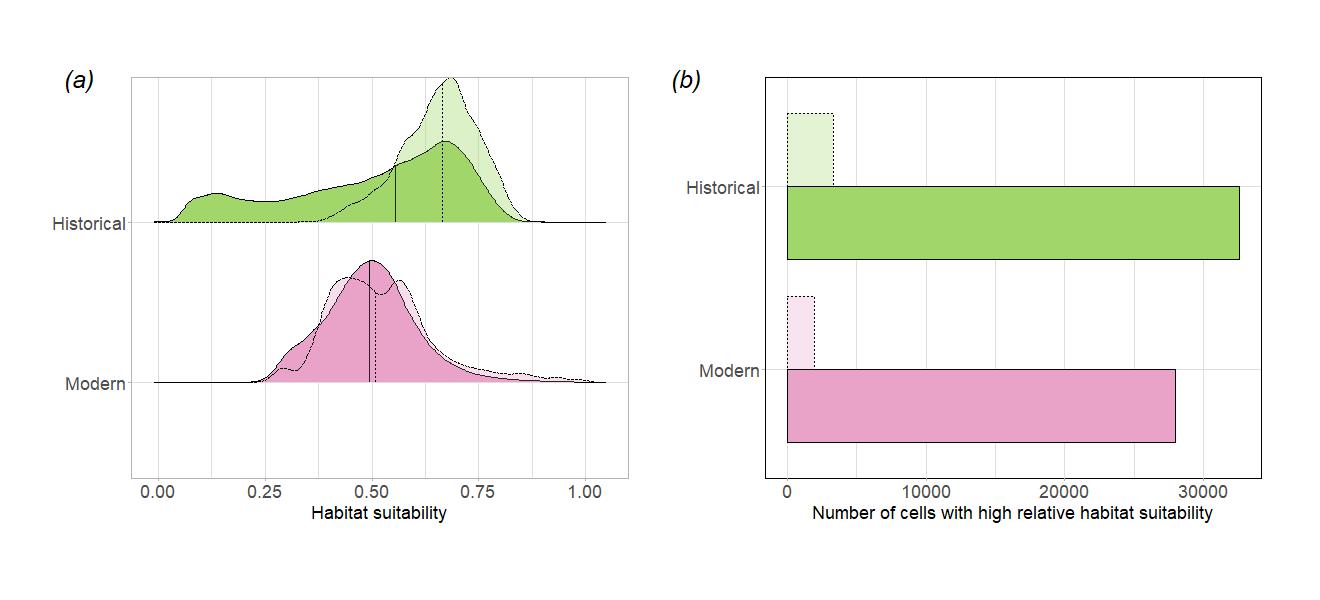 (a)
Historical
Modern
0.00 0.25 0.50 0.75 1.00
Habitat suitability
(b)
Historical
Modern
0 10000 20000 30000
Number of cells with high relative habitat suitability